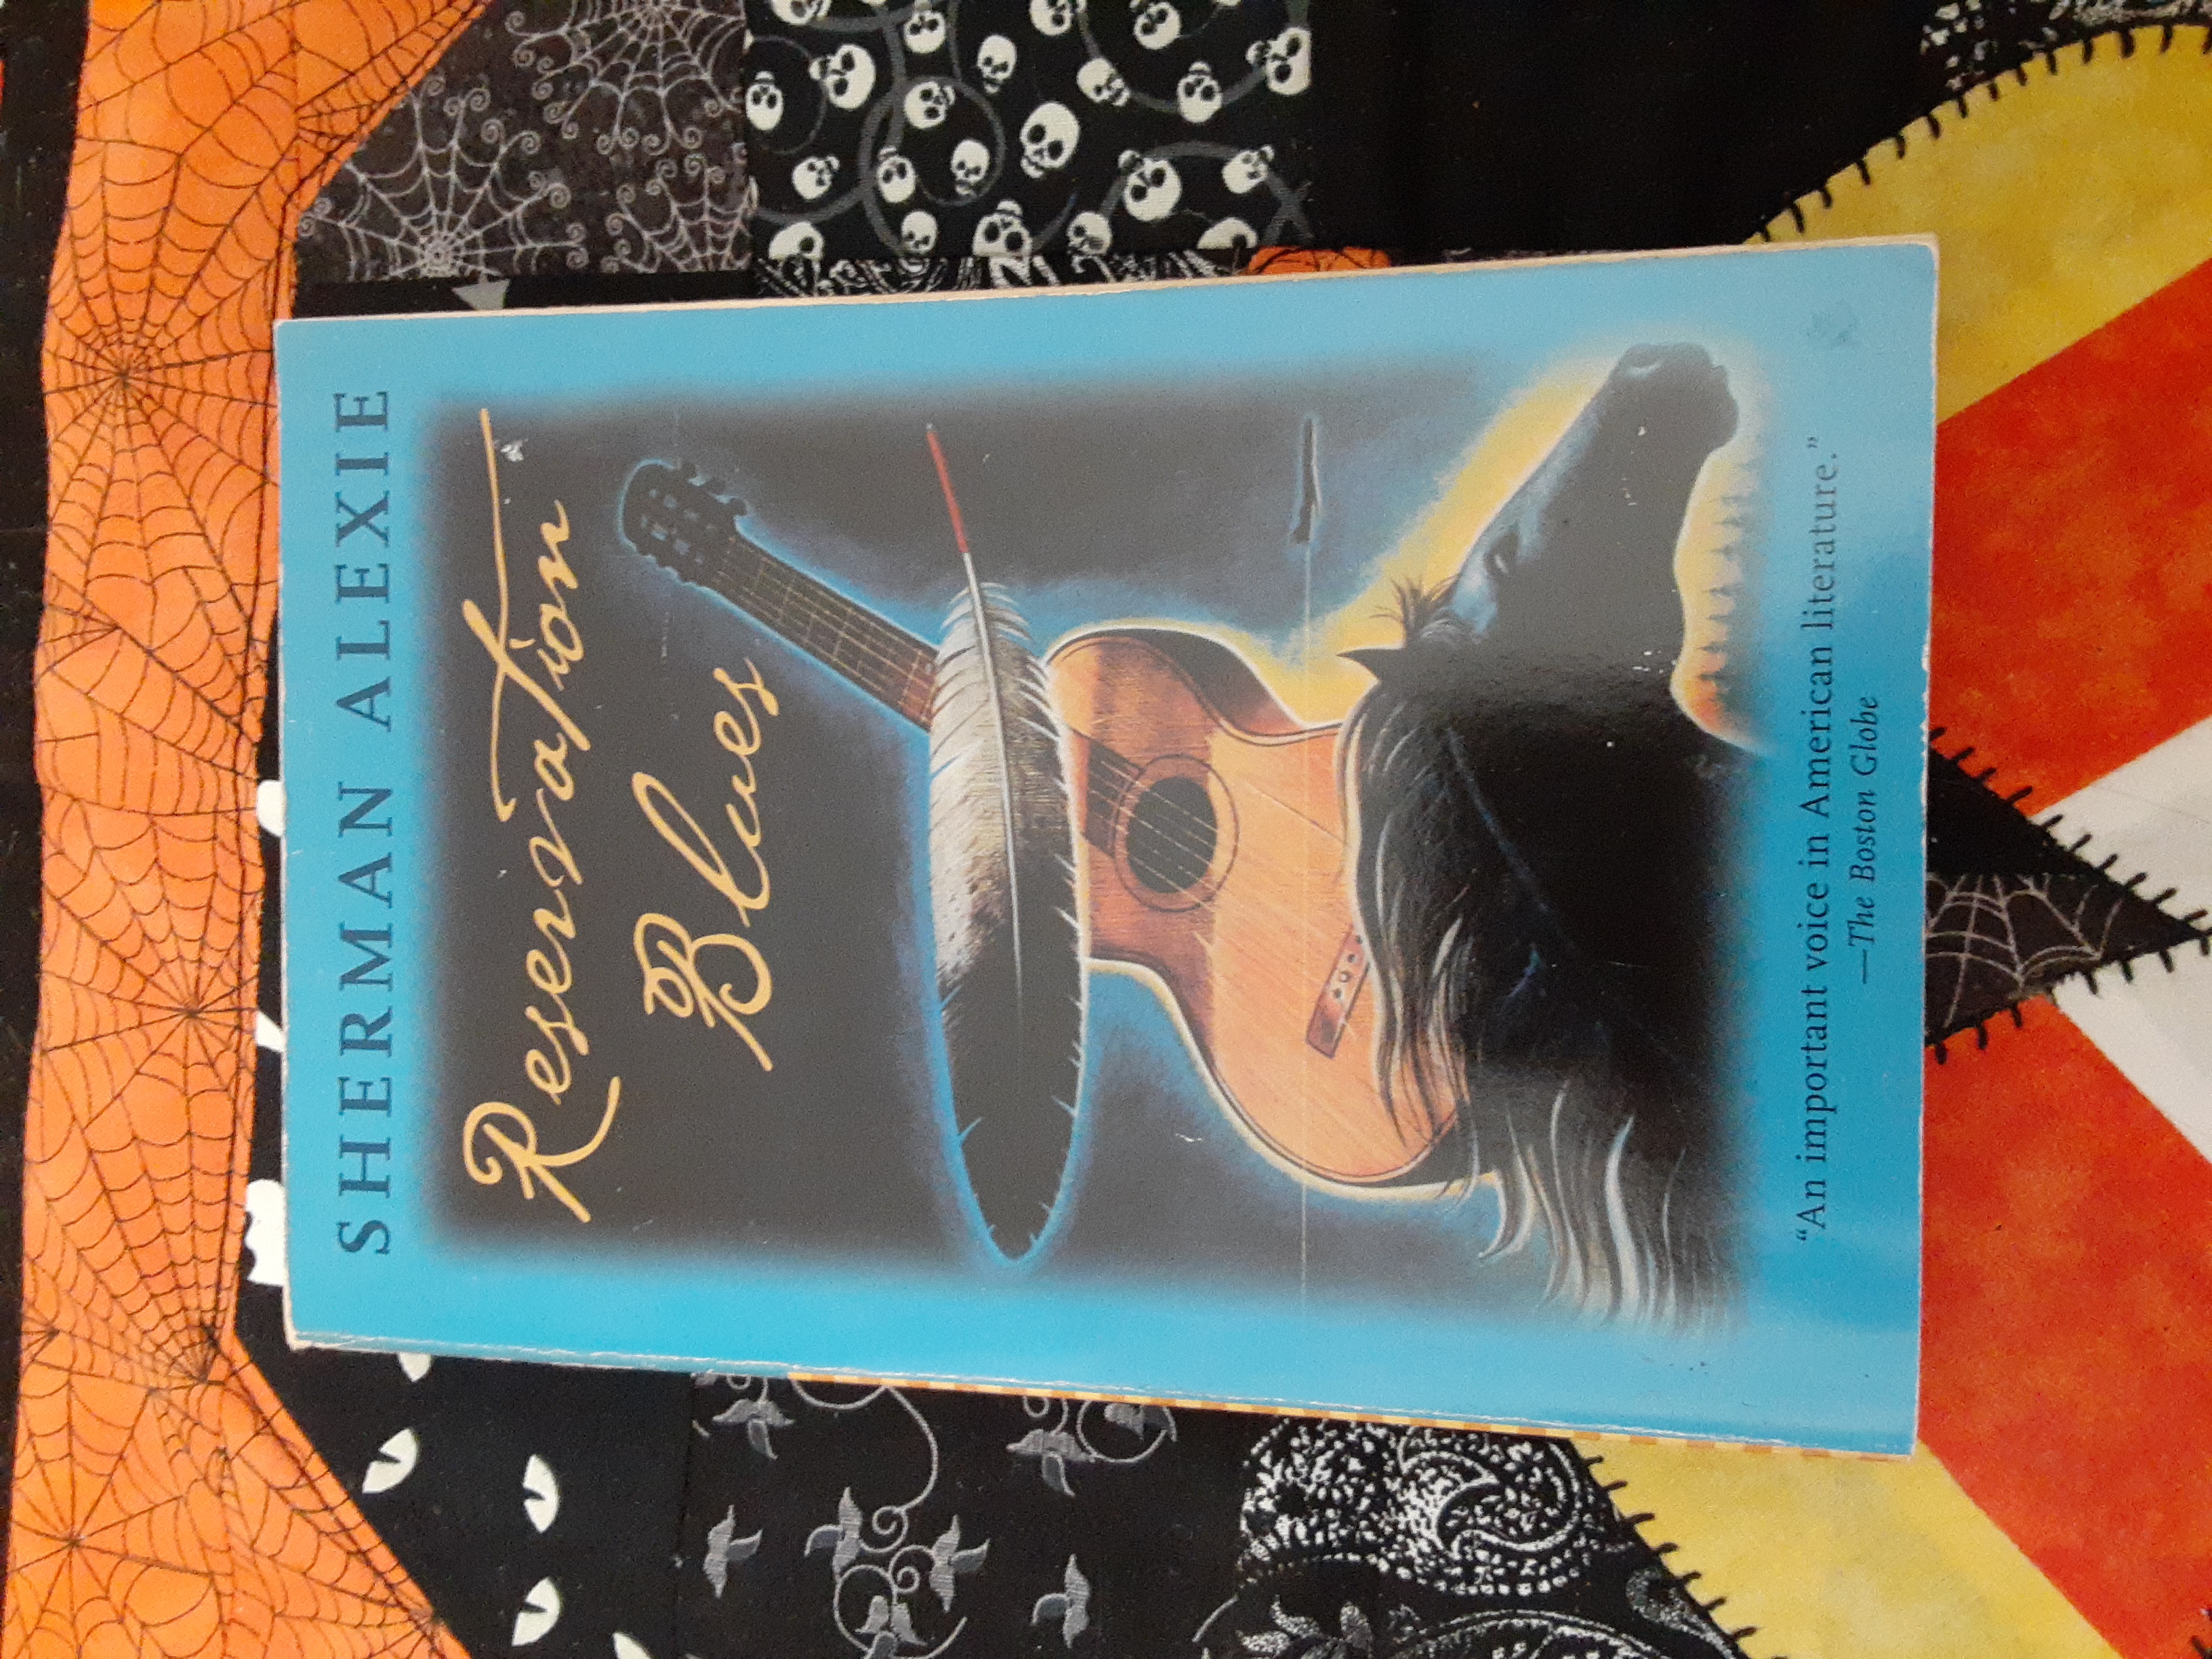 SHERMAN ALEXIE
Reservation
Blues
“An important voice in American literature.”
—The Boston Globe